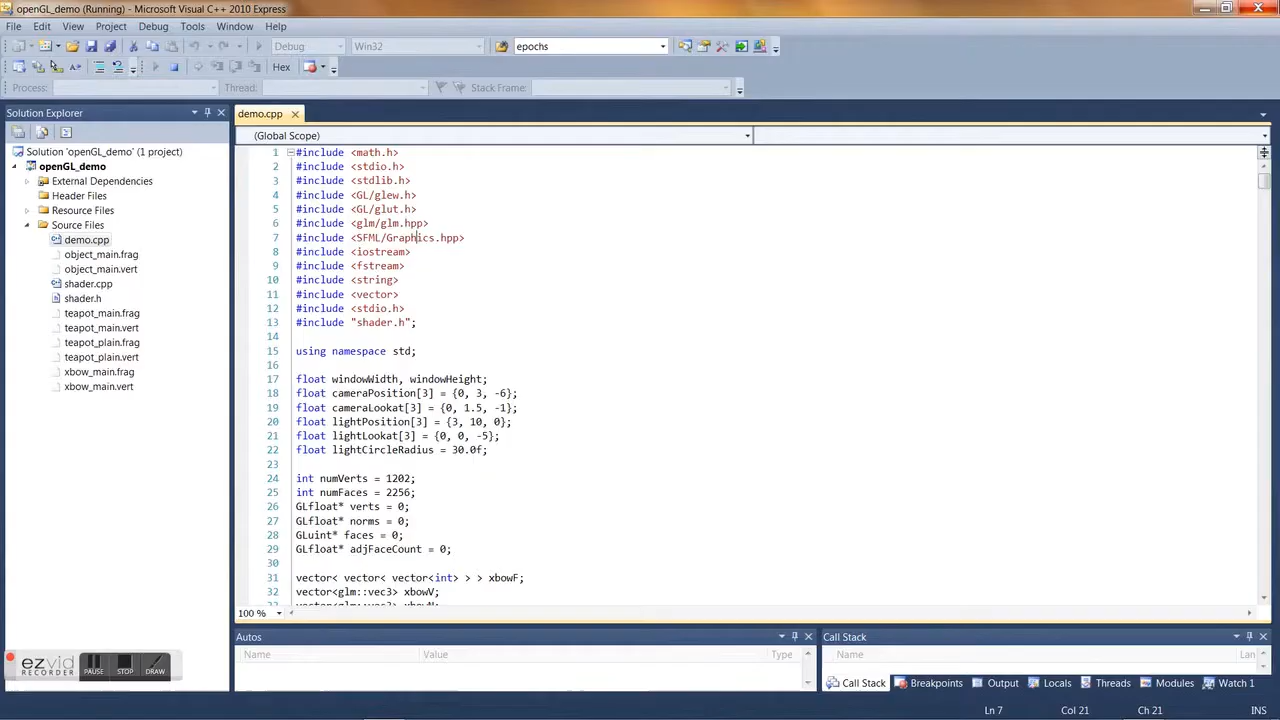 openGL_demo (Running) - Microsoft Visual C++ 2010 Express
File Edit View Project Debug Tools Window Help
Debug Win32 epochs
Hex
Process: Thread: Stack Frame:
Solution Explorer
Solution 'openGL_demo' (1 project)
openGL_demo
External Dependencies
Header Files
Resource Files
Source Files
demo.cpp
object_main.frag
object_main.vert
shader.cpp
shader.h
teapot_main.frag
teapot_main.vert
teapot_plain.frag
teapot_plain.vert
xbow_main.frag
xbow_main.vert
demo.cpp
(Global Scope)
1 #include <math.h>
2 #include <stdio.h>
3 #include <stdlib.h>
4 #include <GL/glew.h>
5 #include <GL/glut.h>
6 #include <glm/glm.hpp>
7 #include <SFML/Graphics.hpp>
8 #include <iostream>
9 #include <fstream>
10 #include <string>
11 #include <vector>
12 #include <stdio.h>
13 #include "shader.h";
14
15 using namespace std;
16
17 float windowWidth, windowHeight;
18 float cameraPosition[3] = {0, 3, -6};
19 float cameraLookat[3] = {0, 1.5, -1};
20 float lightPosition[3] = {3, 10, 0};
21 float lightLookat[3] = {0, 0, -5};
22 float lightCircleRadius = 30.0f;
23
24 int numVerts = 1202;
25 int numFaces = 2256;
26 GLfloat* verts = 0;
27 GLfloat* norms = 0;
28 GLuint* faces = 0;
29 GLfloat* adjFaceCount = 0;
30
31 vector< vector< vector<int> > > xbowF;
32 vector<glm::vec3> xbowV;
100 %
Autos
Name Value Type
Call Stack
Name Lan
Call Stack Breakpoints Output Locals Threads Modules Watch 1
ezvid
RECORDER
PAUSE STOP DRAW
Ln 7 Col 21 Ch 21 INS